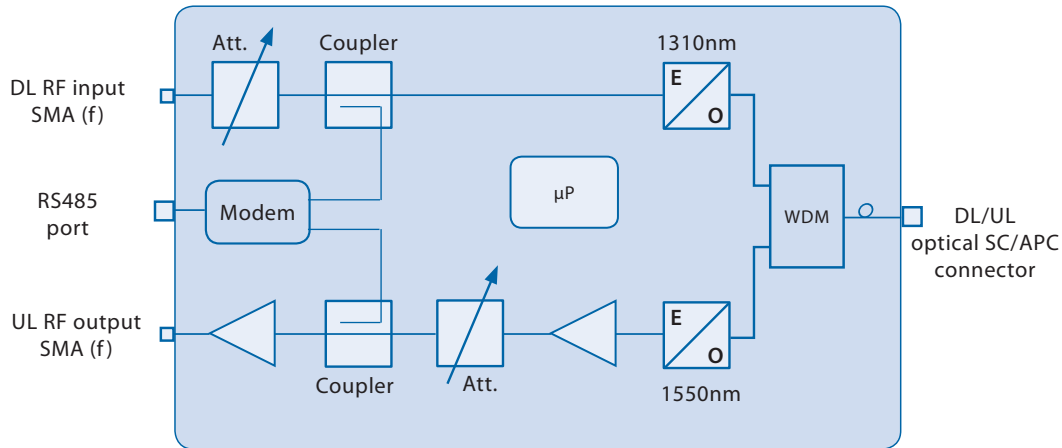 Att.
Coupler
1310nm
DL RF input
SMA (f)
E
O
RS485
port
Modem
µP
WDM
DL/UL
optical SC/APC
connector
UL RF output
SMA (f)
E
O
Coupler
Att.
1550nm